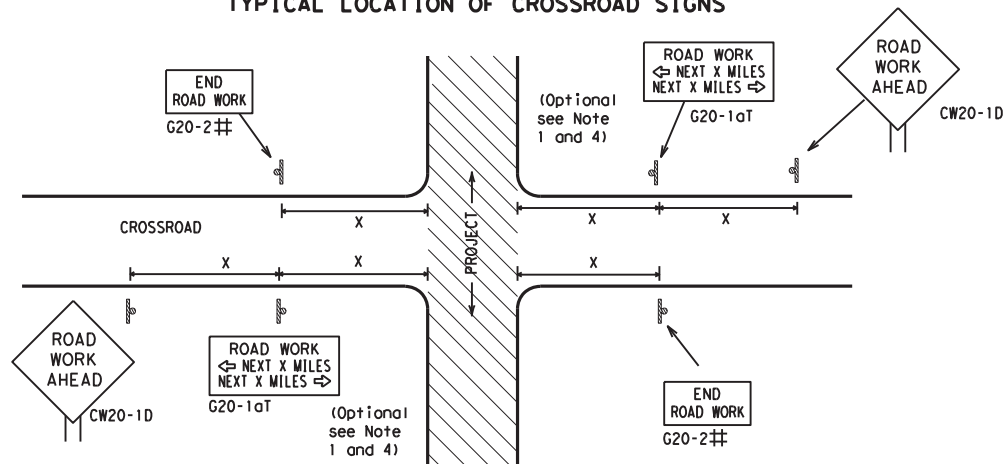 TYPICAL LOCATION OF CROSSROAD SIGNS
END
ROAD WORK
G20-2#
(Optional
see Note
1 and 4)
ROAD WORK
⇦ NEXT X MILES
NEXT X MILES ⇨
G20-1aT
ROAD
WORK
AHEAD
CW20-1D
CROSSROAD
X
X
X
PROJECT
X
X
X
ROAD
WORK
AHEAD
CW20-1D
ROAD WORK
⇦ NEXT X MILES
NEXT X MILES ⇨
G20-1aT
(Optional
see Note
1 and 4)
END
ROAD WORK
G20-2#